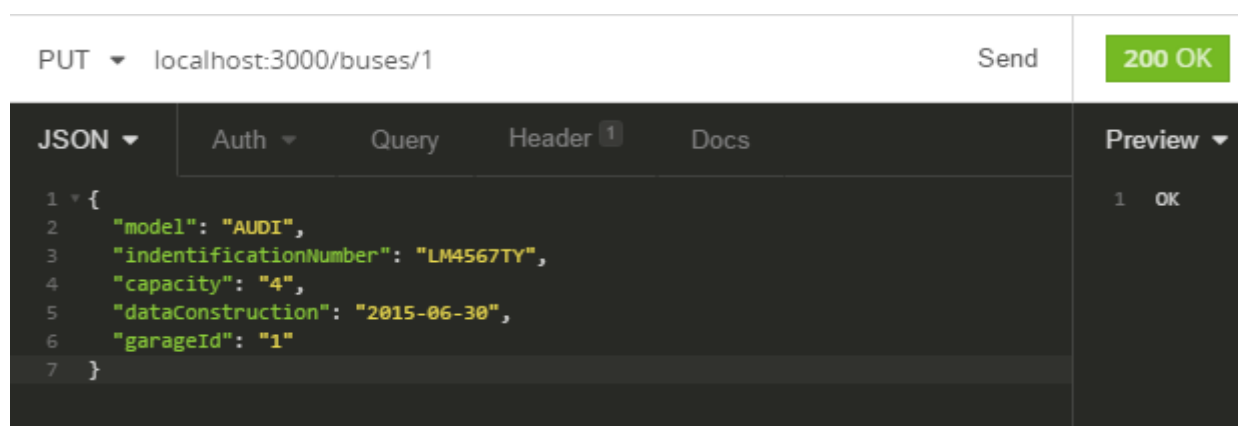 PUT localhost:3000/buses/1 Send 200 OK
JSON Auth Query Header 1 Docs Preview
1 {
2 "model": "AUDI",
3 "indentificationNumber": "LM4567TY",
4 "capacity": "4",
5 "dataConstruction": "2015-06-30",
6 "garageId": "1"
7 }
1 OK